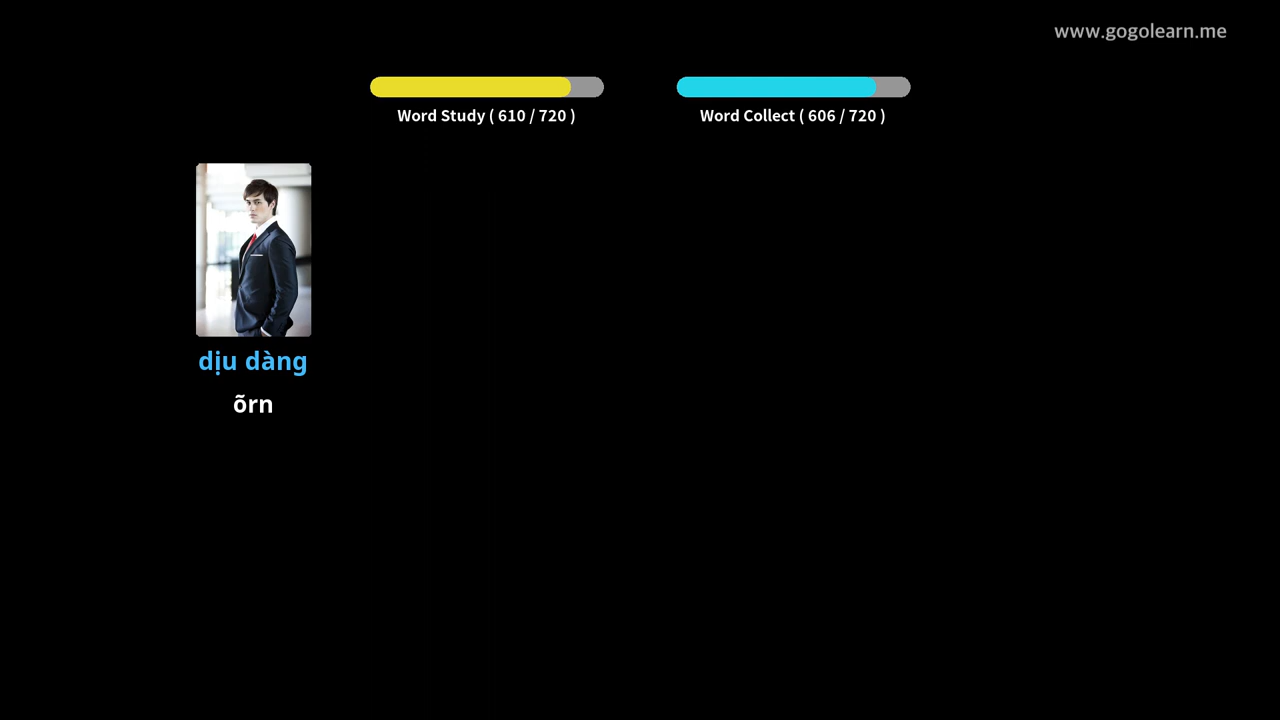 www.gogolearn.me
Word Study ( 610 / 720 )
Word Collect ( 606 / 720 )
dịu dàng
õrn